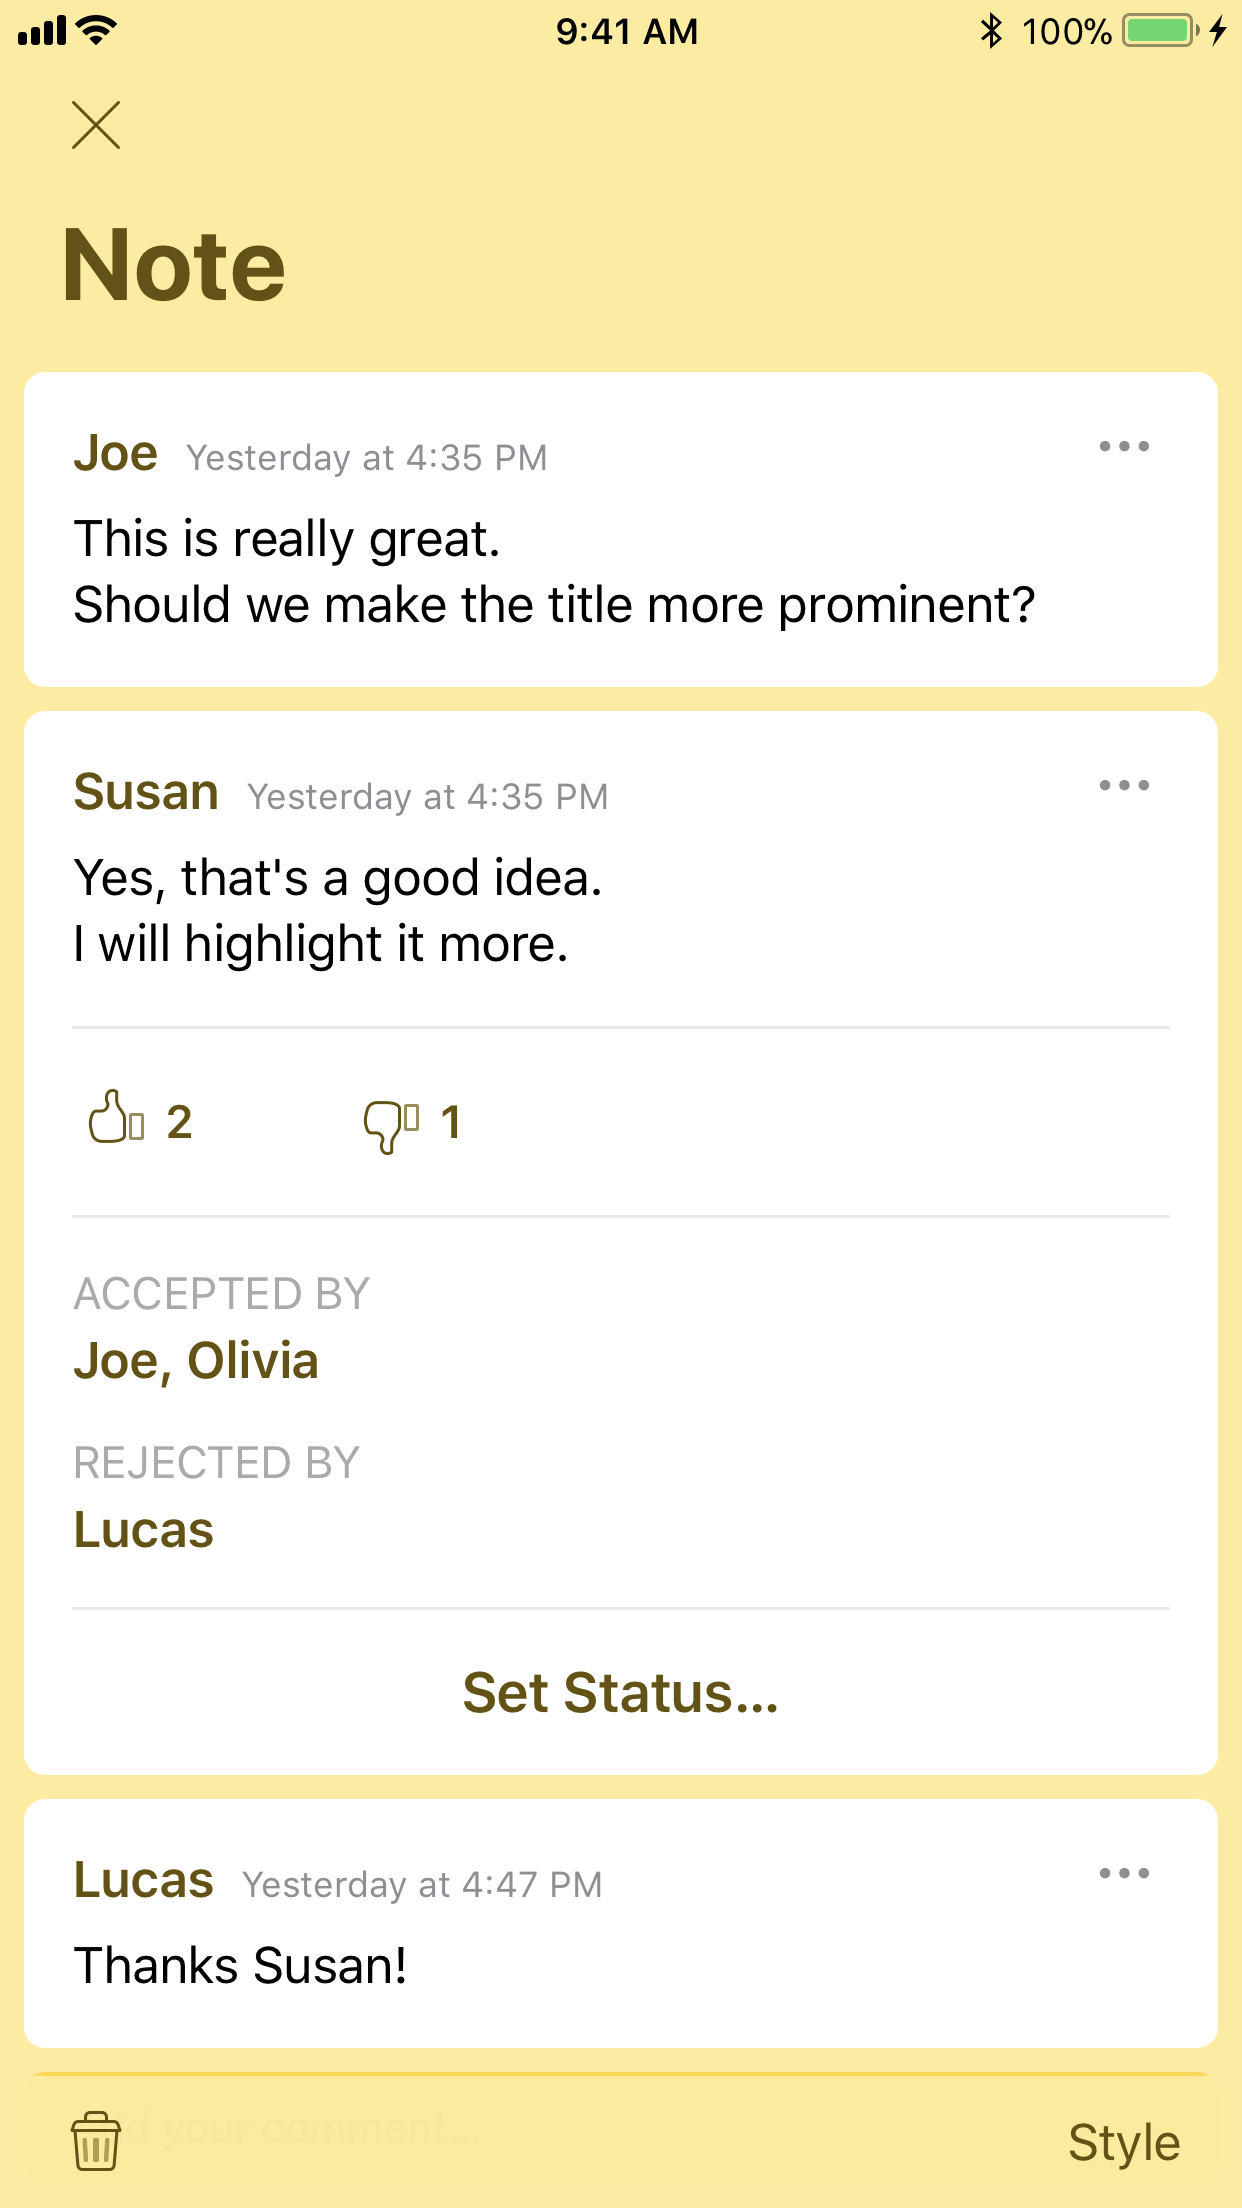 9:41 AM
100%
Note
Joe Yesterday at 4:35 PM
This is really great.
Should we make the title more prominent?
Susan Yesterday at 4:35 PM
Yes, that's a good idea.
I will highlight it more.
2 1
ACCEPTED BY
Joe, Olivia
REJECTED BY
Lucas
Set Status...
Lucas Yesterday at 4:47 PM
Thanks Susan!
your comment...
Style